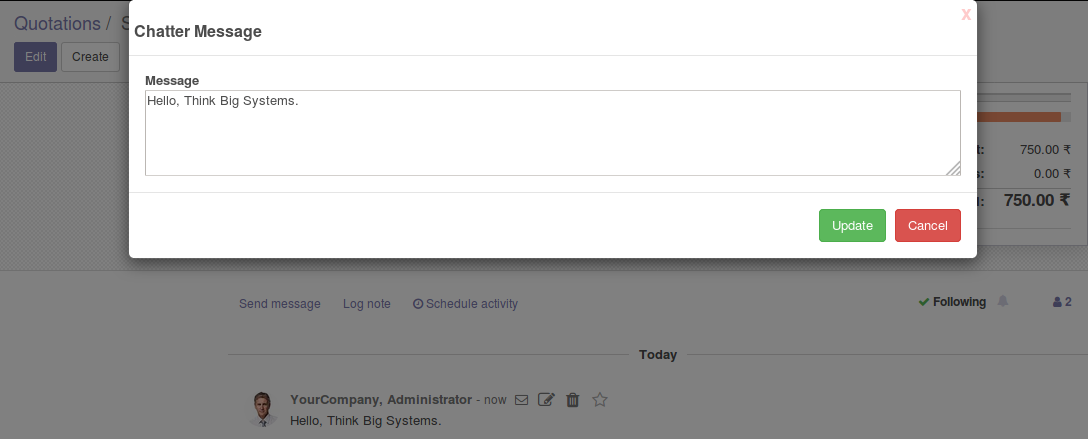 Quotations /
X
Chatter Message
Edit
Create
Message
Hello, Think Big Systems.
750.00 ₹
0.00 ₹
750.00 ₹
Update
Cancel
Send message
Log note
Schedule activity
Following
2
Today
YourCompany, Administrator - now
Hello, Think Big Systems.